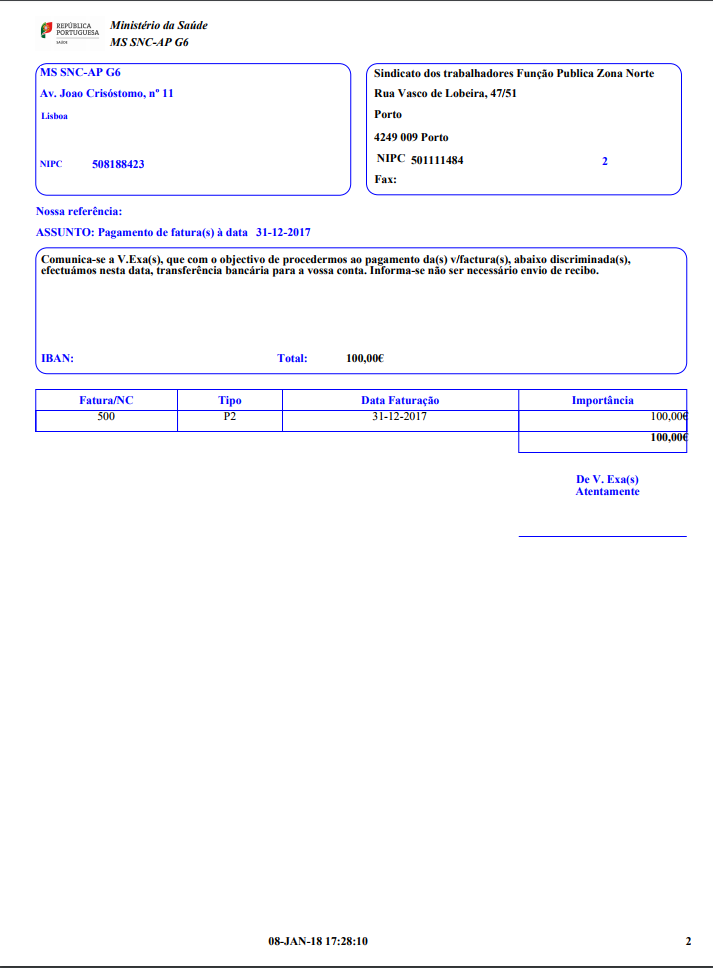 REPÚBLICA
PORTUGUESA
SAÚDE
Ministério da Saúde
MS SNC-AP G6
MS SNC-AP G6
Av. Joao Crisóstomo, nº 11
Lisboa
NIPC 508188423
Sindicato dos trabalhadores Função Publica Zona Norte
Rua Vasco de Lobeira, 47/51
Porto
4249 009 Porto
NIPC 501111484 2
Fax:
Nossa referência:
ASSUNTO: Pagamento de fatura(s) à data 31-12-2017
Comunica-se a V.Exa(s), que com o objectivo de procedermos ao pagamento da(s) v/factura(s), abaixo discriminada(s),
efectuámos nesta data, transferência bancária para a vossa conta. Informa-se não ser necessário envio de recibo.
IBAN: Total: 100,00€
Fatura/NC Tipo Data Faturação Importância
500 P2 31-12-2017 100,00€
100,00€
De V. Exa(s)
Atentamente
08-JAN-18 17:28:10 2